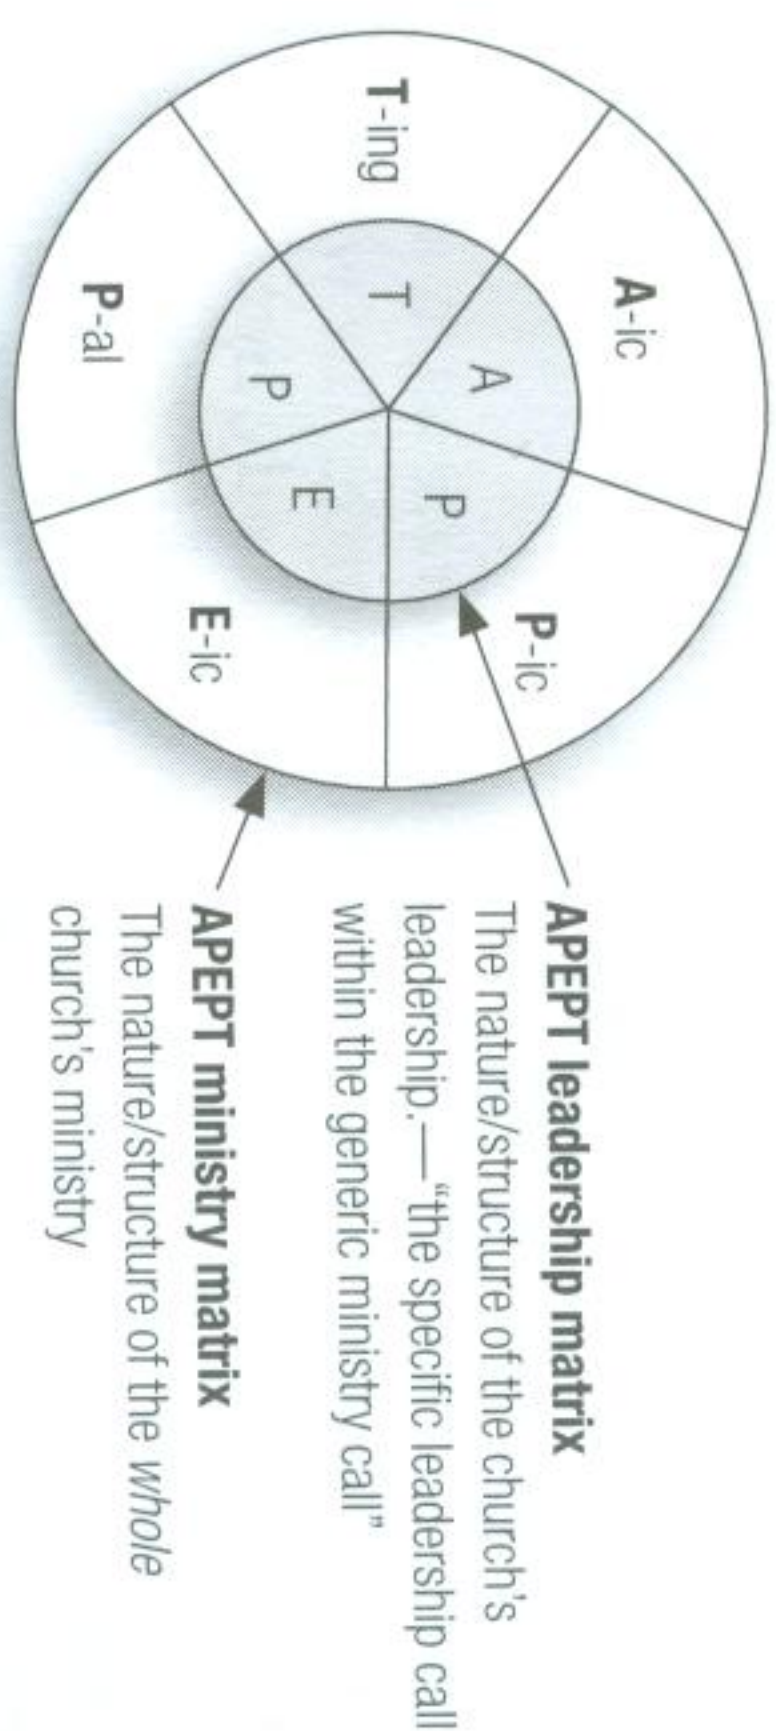 A-ic
P-ic
E-ic
P-al
T-ing
A
P
E
P
T
APEPT leadership matrix
The nature/structure of the church's
leadership.—“the specific leadership call
within the generic ministry call”
APEPT ministry matrix
The nature/structure of the whole
church's ministry